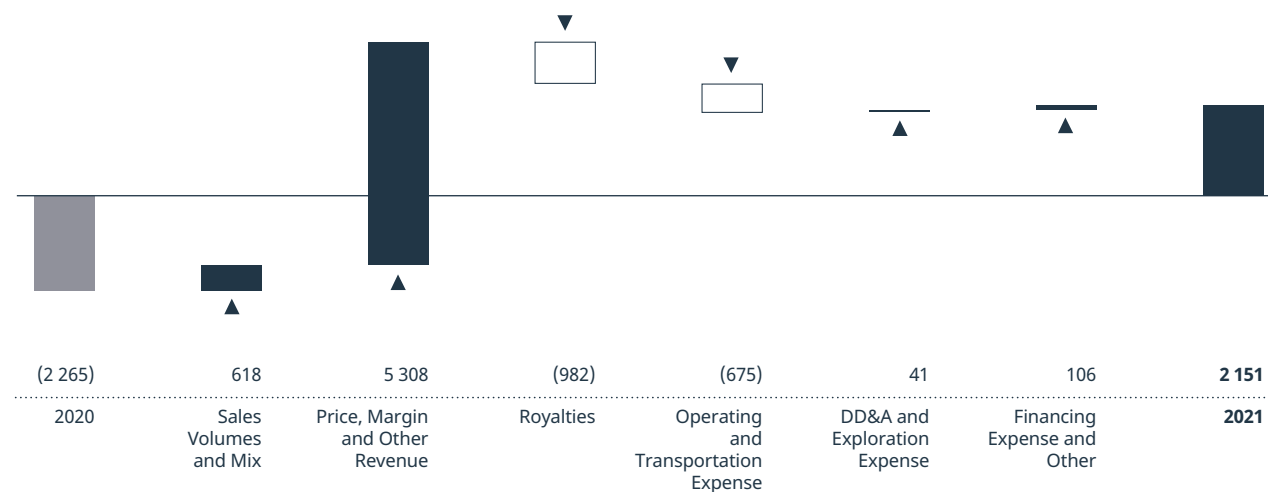 (2 265) 618 5 308 (982) (675) 41 106 2 151
2020
Sales
Volumes
and Mix
Price, Margin
and Other
Revenue
Royalties
Operating
and
Transportation
Expense
DD&A and
Exploration
Expense
Financing
Expense and
Other
2021